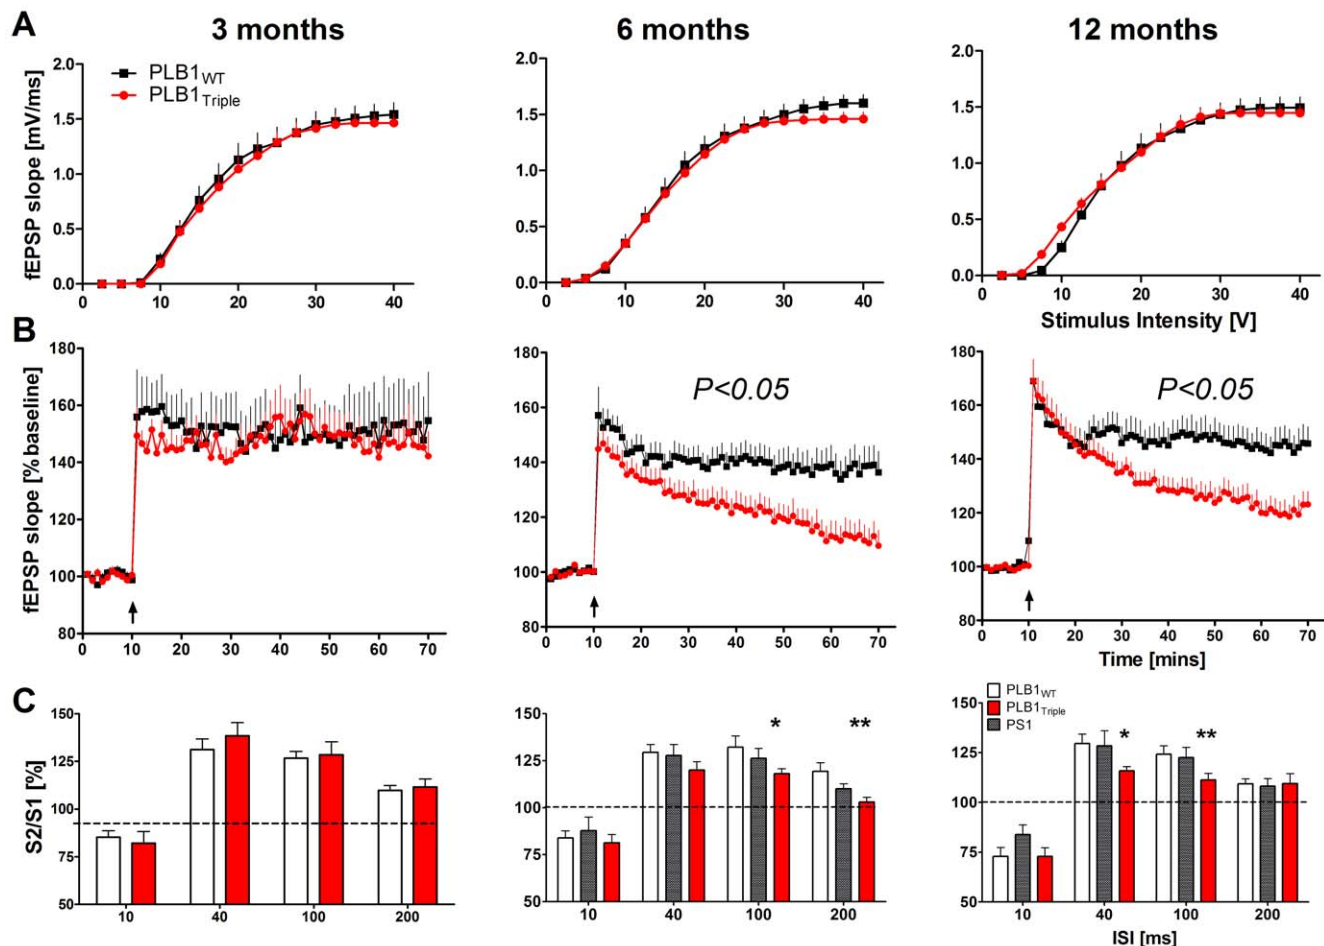 A
3 months
6 months
12 months
fEPSP slope [mV/ms]
2.0
1.5
1.0
0.5
0.0
PLB1WT
PLB1Triple
0 10 20 30 40
2.0
1.5
1.0
0.5
0.0
0 10 20 30 40
2.0
1.5
1.0
0.5
0.0
0 10 20 30 40
Stimulus Intensity [V]
B
fEPSP slope [%baseline]
180
160
140
120
100
80
0 10 20 30 40 50 60 70
180
160
140
120
100
80
P<0.05
0 10 20 30 40 50 60 70
180
160
140
120
100
80
P<0.05
0 10 20 30 40 50 60 70
Time [mins]
C
S2/S1 [%]
150
125
100
75
50
10 40 100 200
150
125
100
75
50
* **
10 40 100 200
PLB1WT
PLB1Triple
PS1
150
125
100
75
50
* **
10 40 100 200
ISI [ms]